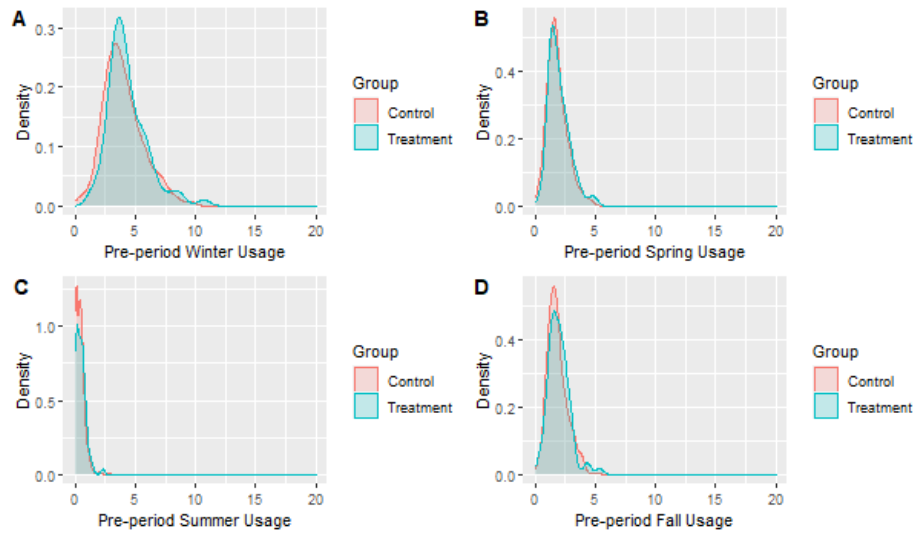 A
0.3
0.2
0.1
0.0
Density
0 5 10 15 20
Pre-period Winter Usage
Group
Control
Treatment
B
0.4
0.2
0.0
Density
0 5 10 15 20
Pre-period Spring Usage
Group
Control
Treatment
C
1.0
0.5
0.0
Density
0 5 10 15 20
Pre-period Summer Usage
Group
Control
Treatment
D
0.4
0.2
0.0
Density
0 5 10 15 20
Pre-period Fall Usage
Group
Control
Treatment